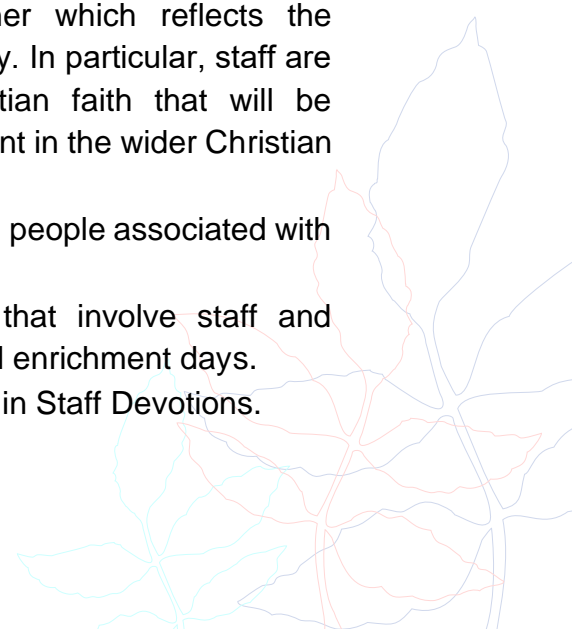 ner which reflects the
y. In particular, staff are
tian faith that will be
nt in the wider Christian
people associated with
that involve staff and
l enrichment days.
in Staff Devotions.